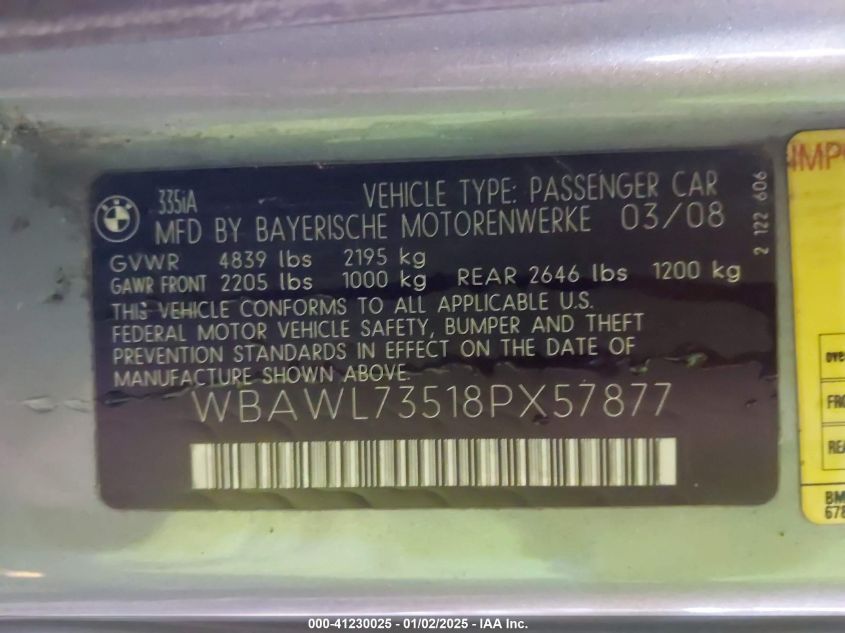 335iA VEHICLE TYPE: PASSENGER CAR
MFD BY BAYERISCHE MOTORENWERKE 03/08
GVWR 4839 lbs 2195 kg
GAWR FRONT 2205 lbs 1000 kg REAR 2646 lbs 1200 kg
THIS VEHICLE CONFORMS TO ALL APPLICABLE U.S.
FEDERAL MOTOR VEHICLE SAFETY, BUMPER AND THEFT
PREVENTION STANDARDS IN EFFECT ON THE DATE OF
MANUFACTURE SHOWN ABOVE.
WBAWL73518PX57877
2 122 606
BMW
000-41230025 - 01/02/2025 - IAA Inc.